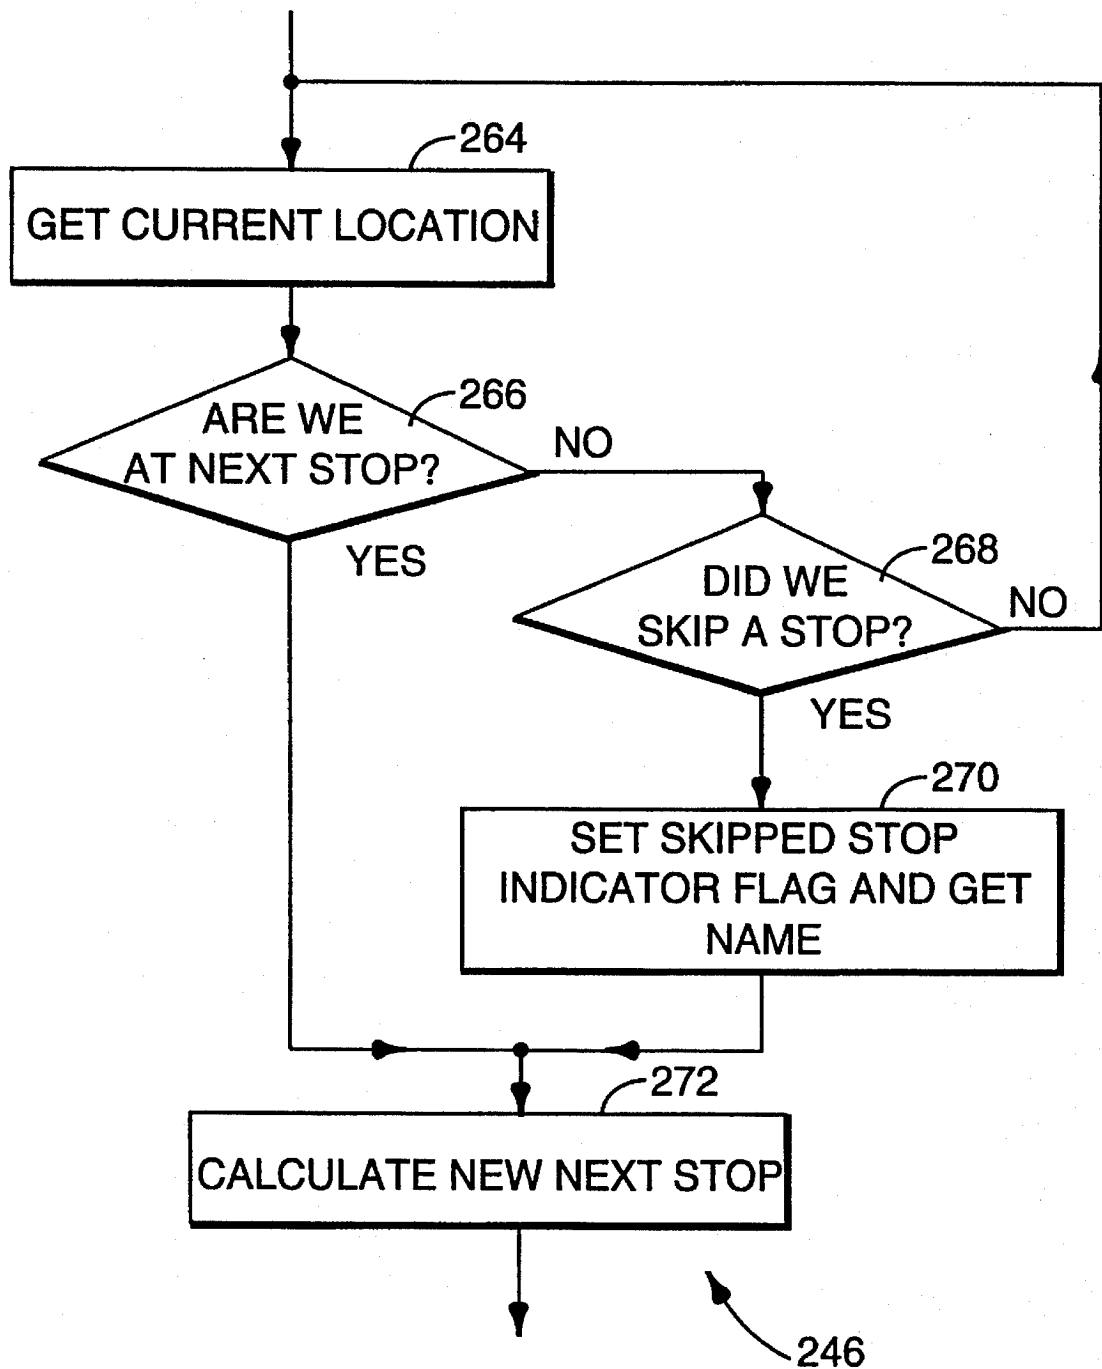 264
GET CURRENT LOCATION
266
ARE WE
AT NEXT STOP?
NO
YES
268
DID WE
SKIP A STOP?
NO
YES
270
SET SKIPPED STOP
INDICATOR FLAG AND GET
NAME
272
CALCULATE NEW NEXT STOP
246